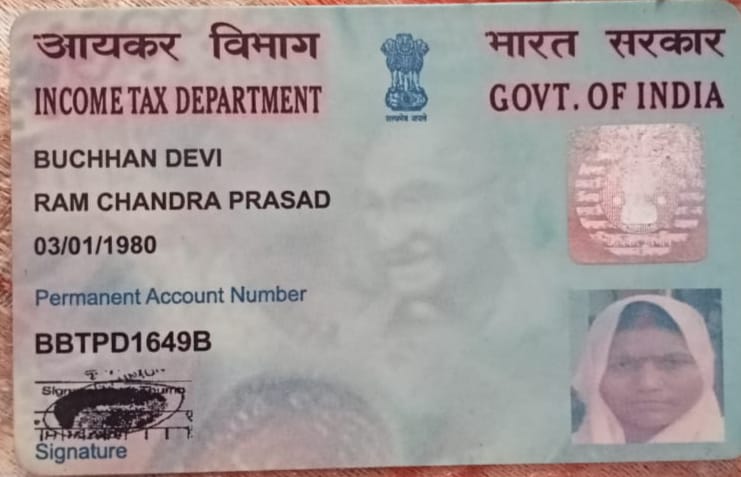 आयकर विभाग
भारत सरकार
INCOME TAX DEPARTMENT
GOVT. OF INDIA
सत्यमेव जयते
BUCHHAN DEVI
RAM CHANDRA PRASAD
03/01/1980
Permanent Account Number
BBTPD1649B
Signature